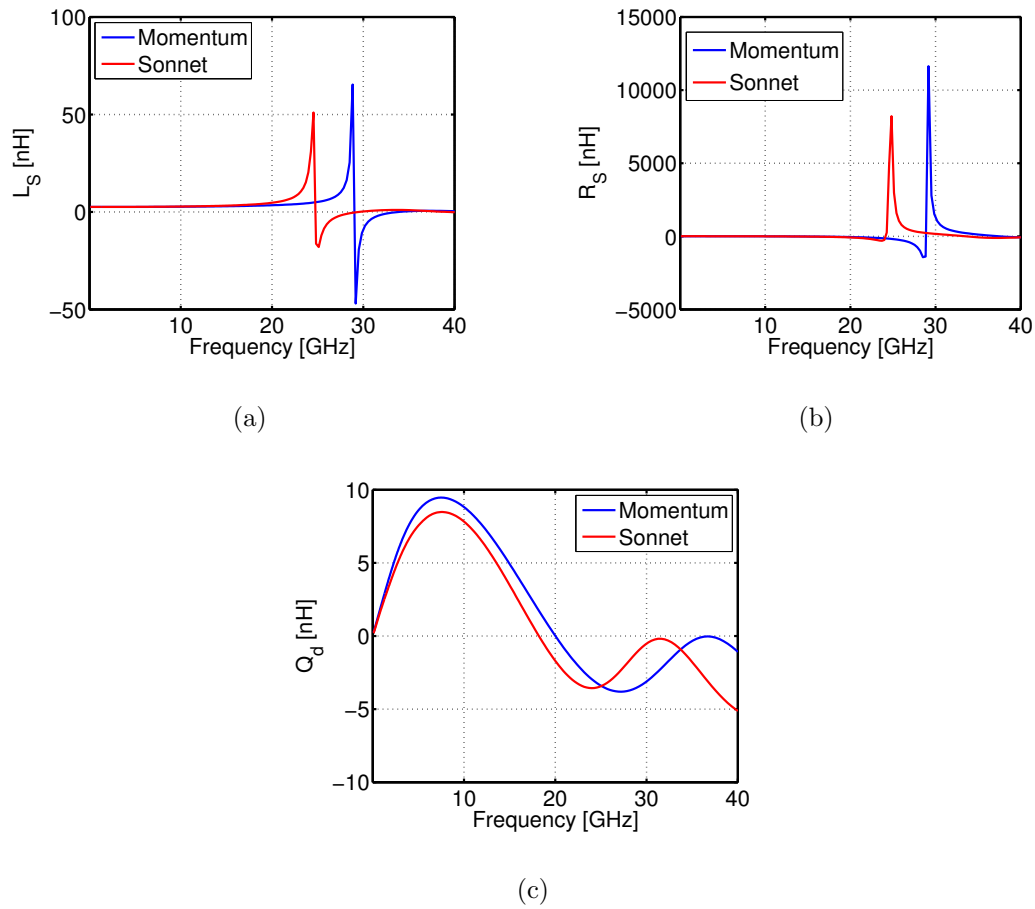 100
50
0
−50
L_S [nH]
Momentum
Sonnet
10 20 30 40
Frequency [GHz]
(a)
15000
10000
5000
0
−5000
R_S [nH]
Momentum
Sonnet
10 20 30 40
Frequency [GHz]
(b)
10
5
0
−5
−10
Q_d [nH]
Momentum
Sonnet
10 20 30 40
Frequency [GHz]
(c)